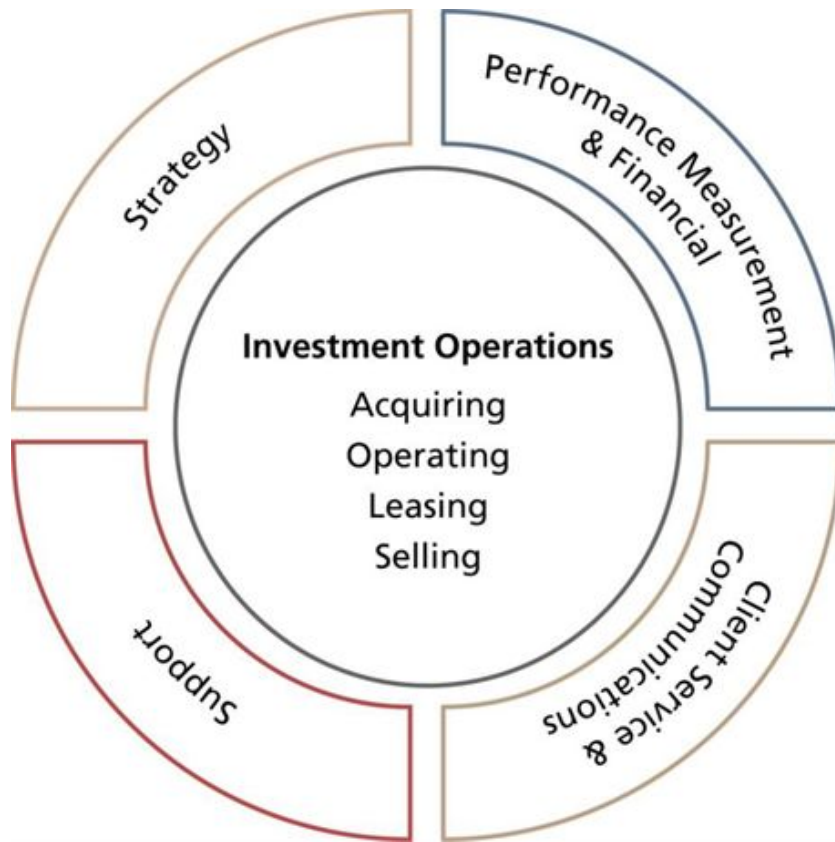 Strategy
Performance Measurement
& Financial
Investment Operations
Acquiring
Operating
Leasing
Selling
Support
Client Service &
Communications